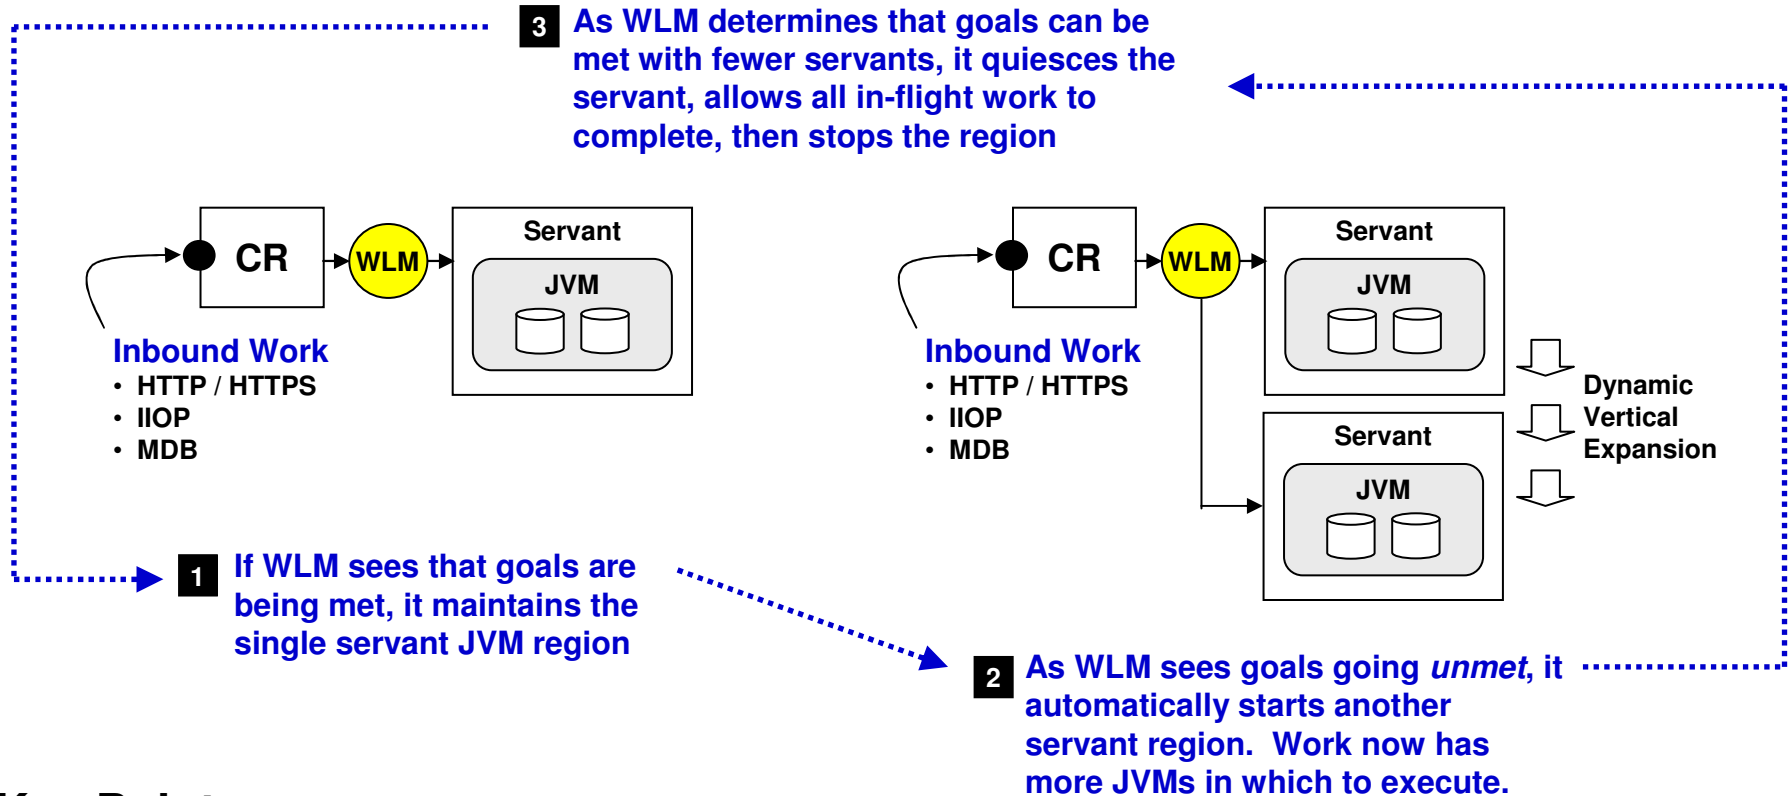 3 As WLM determines that goals can be
met with fewer servants, it quiesces the
servant, allows all in-flight work to
complete, then stops the region
CR
WLM
Servant
JVM
Inbound Work
• HTTP / HTTPS
• IIOP
• MDB
CR
WLM
Servant
JVM
Inbound Work
• HTTP / HTTPS
• IIOP
• MDB
Servant
JVM
Dynamic
Vertical
Expansion
1 If WLM sees that goals are
being met, it maintains the
single servant JVM region
2 As WLM sees goals going unmet, it
automatically starts another
servant region. Work now has
more JVMs in which to execute.